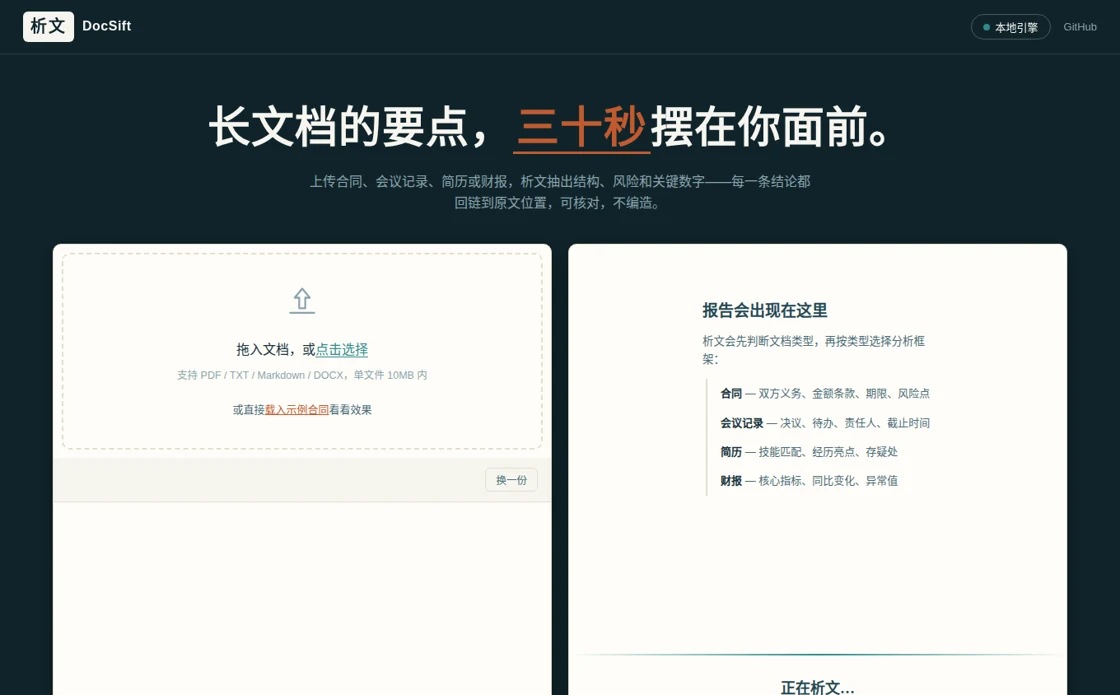 析文 DocSift
本地引擎 GitHub
长文档的要点，三十秒摆在你面前。
上传合同、会议记录、简历或财报，析文抽出结构、风险和关键数字——每一条结论都
回链到原文位置，可核对，不编造。
拖入文档，或点击选择
支持 PDF / TXT / Markdown / DOCX，单文件 10MB 内
或直接载入示例合同看看效果
换一份
报告会出现在这里
析文会先判断文档类型，再按类型选择分析框
架：
合同 — 双方义务、金额条款、期限、风险点
会议记录 — 决议、待办、责任人、截止时间
简历 — 技能匹配、经历亮点、存疑处
财报 — 核心指标、同比变化、异常值
正在析文…